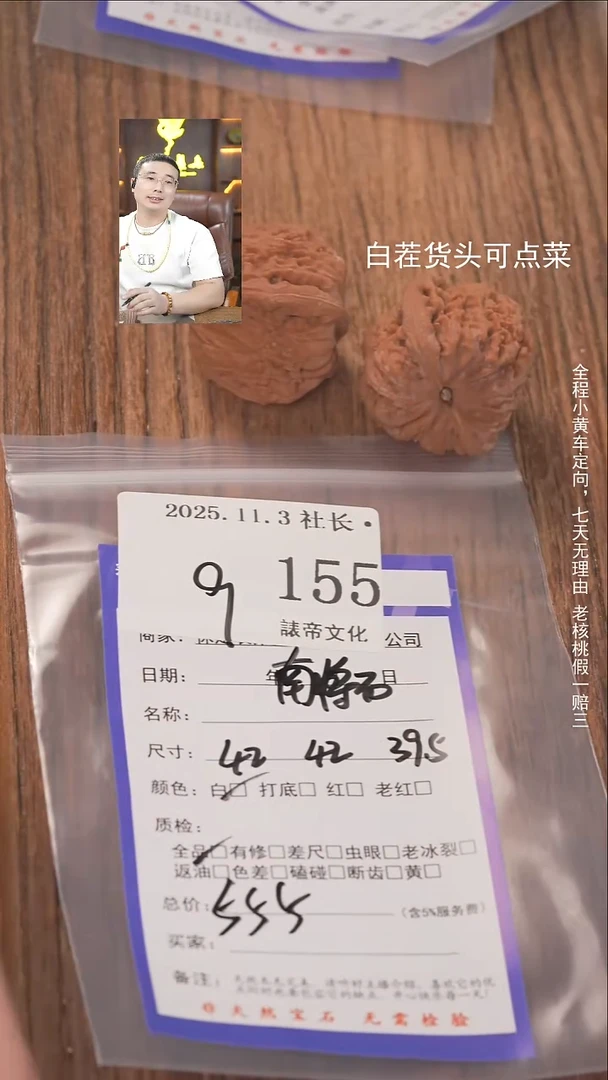 白茬货头可点菜
全程小黄车定向，七天无理由 老核桃假一赔三
2025.11.3 社长·
9 155
諘帝文化
商家： 公司
日期： 年 日
南将石
名称：
尺寸：42 42 39.5
颜色：白□ 打底□ 红□ 老红□
质检：
全品□有修□差尺□虫眼□老冰裂□
返油□色差□磕碰□断齿□黄□
总价：555 （含5%服务费）
买家：
备注：
天然宝石 无需检验